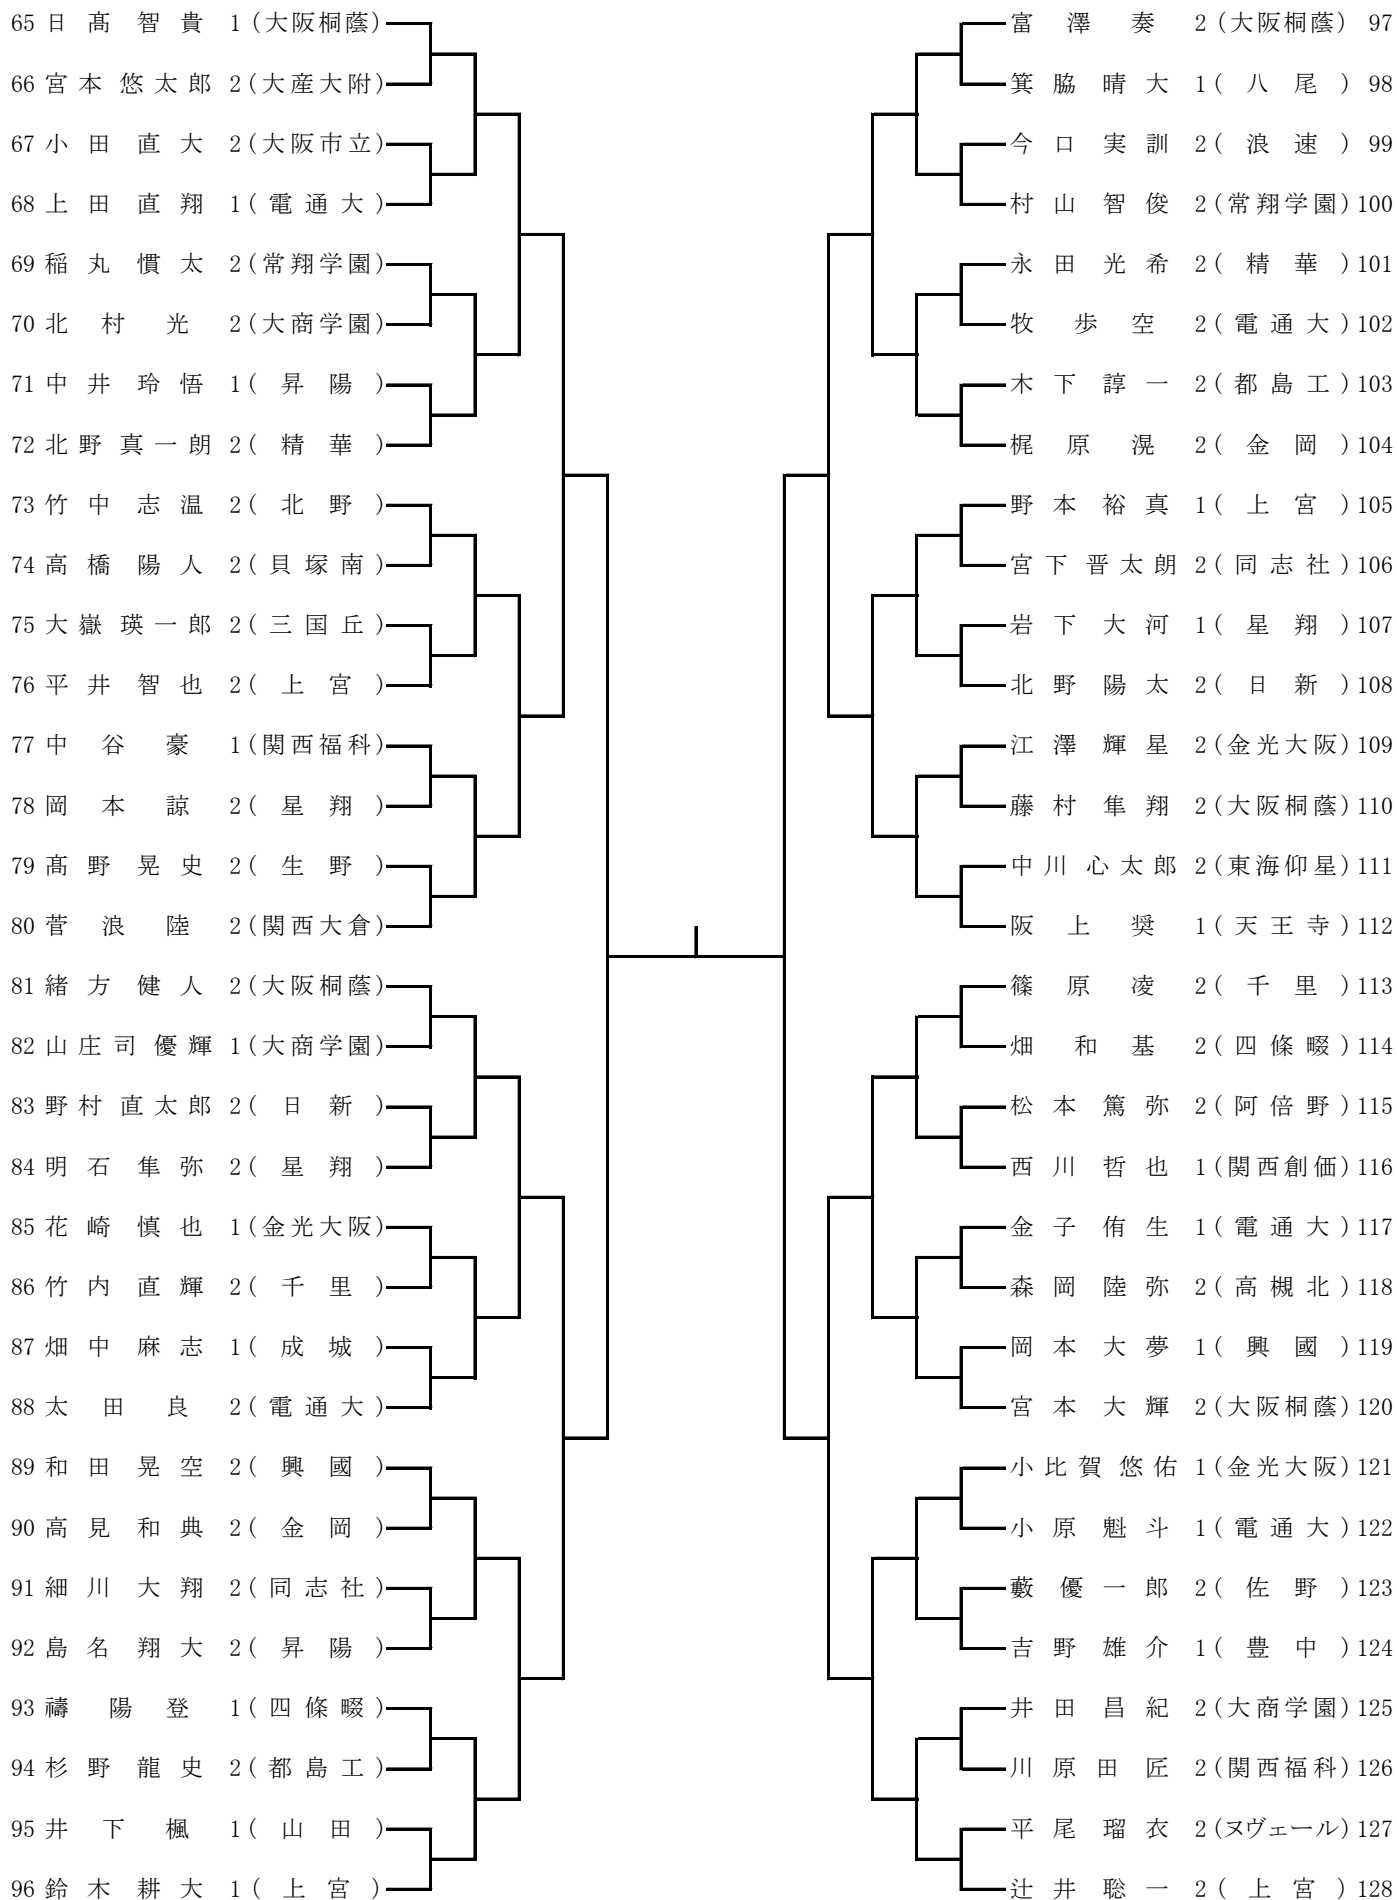 65 日髙智貴 1 (大阪桐蔭)
66 宮本悠太郎 2 (大産大附)
67 小田直大 2 (大阪市立)
68 上田直翔 1 (電通大)
69 稲丸慣太 2 (常翔学園)
70 北村光 2 (大商学園)
71 中井玲悟 1 (昇陽)
72 北野真一朗 2 (精華)
73 竹中志温 2 (北野)
74 高橋陽人 2 (貝塚南)
75 大嶽瑛一郎 2 (三国丘)
76 平井智也 2 (上宮)
77 中谷豪 1 (関西福科)
78 岡本諒 2 (星翔)
79 髙野晃史 2 (生野)
80 菅浪陸 2 (関西大倉)
81 緒方健人 2 (大阪桐蔭)
82 山庄司優輝 1 (大商学園)
83 野村直太郎 2 (日新)
84 明石隼弥 2 (星翔)
85 花崎慎也 1 (金光大阪)
86 竹内直輝 2 (千里)
87 畑中麻志 1 (成城)
88 太田良 2 (電通大)
89 和田晃空 2 (興國)
90 高見和典 2 (金岡)
91 細川大翔 2 (同志社)
92 島名翔大 2 (昇陽)
93 禱陽登 1 (四條畷)
94 杉野龍史 2 (都島工)
95 井下楓 1 (山田)
96 鈴木耕大 1 (上宮)
富澤奏 2 (大阪桐蔭) 97
箕脇晴大 1 (八尾) 98
今口実訓 2 (浪速) 99
村山智俊 2 (常翔学園) 100
永田光希 2 (精華) 101
牧歩空 2 (電通大) 102
木下諄一 2 (都島工) 103
梶原滉 2 (金岡) 104
野本裕真 1 (上宮) 105
宮下晋太朗 2 (同志社) 106
岩下大河 1 (星翔) 107
北野陽太 2 (日新) 108
江澤輝星 2 (金光大阪) 109
藤村隼翔 2 (大阪桐蔭) 110
中川心太郎 2 (東海仰星) 111
阪上奨 1 (天王寺) 112
篠原凌 2 (千里) 113
畑和基 2 (四條畷) 114
松本篤弥 2 (阿倍野) 115
西川哲也 1 (関西創価) 116
金子侑生 1 (電通大) 117
森岡陸弥 2 (高槻北) 118
岡本大夢 1 (興國) 119
宮本大輝 2 (大阪桐蔭) 120
小比賀悠佑 1 (金光大阪) 121
小原魁斗 1 (電通大) 122
藪優一郎 2 (佐野) 123
吉野雄介 1 (豊中) 124
井田昌紀 2 (大商学園) 125
川原田匠 2 (関西福科) 126
平尾瑠衣 2 (ヌヴェール) 127
辻井聡一 2 (上宮) 128